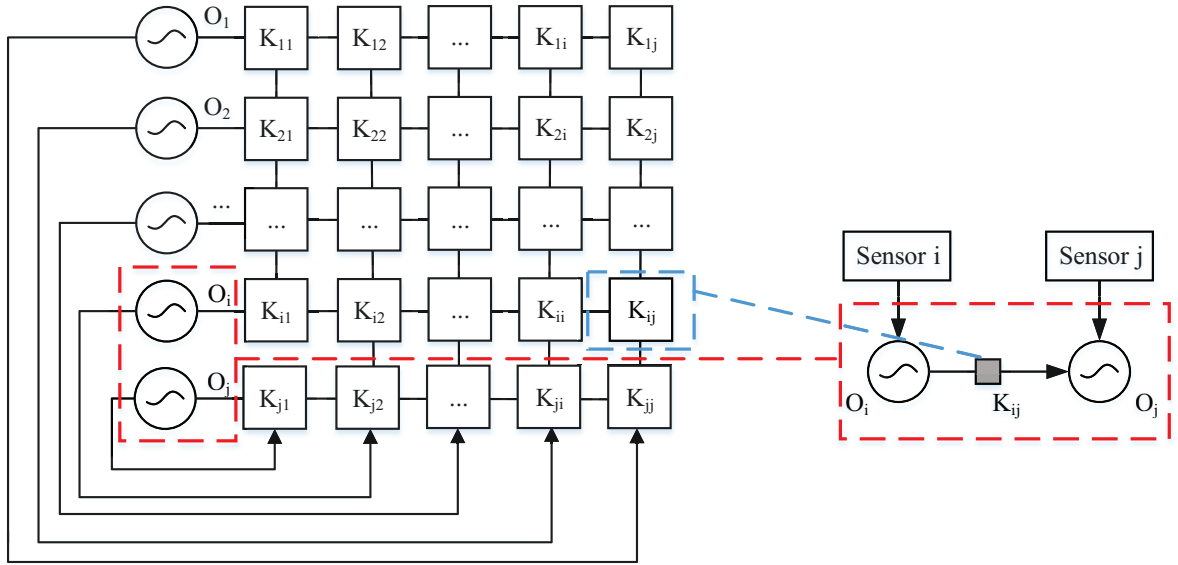 O₁ K₁₁ K₁₂ ... K₁ᵢ K₁ⱼ
O₂ K₂₁ K₂₂ ... K₂ᵢ K₂ⱼ
... ... ... ... ... ...
Oᵢ Kᵢ₁ Kᵢ₂ ... Kᵢᵢ Kᵢⱼ
Oⱼ Kⱼ₁ Kⱼ₂ ... Kⱼᵢ Kⱼⱼ
Sensor i Sensor j
Oᵢ Kᵢⱼ Oⱼ